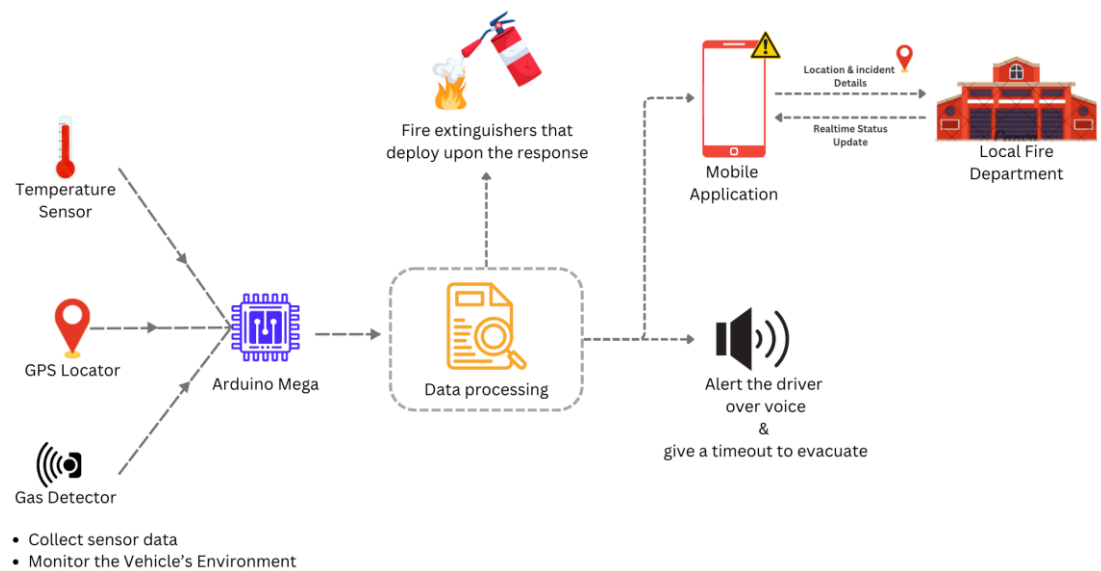 Fire extinguishers that
deploy upon the response
Location & incident
Details
Realtime Status
Update
Mobile
Application
Local Fire
Department
Temperature
Sensor
GPS Locator
Arduino Mega
Data processing
Gas Detector
Alert the driver
over voice
&
give a timeout to evacuate
• Collect sensor data
• Monitor the Vehicle’s Environment